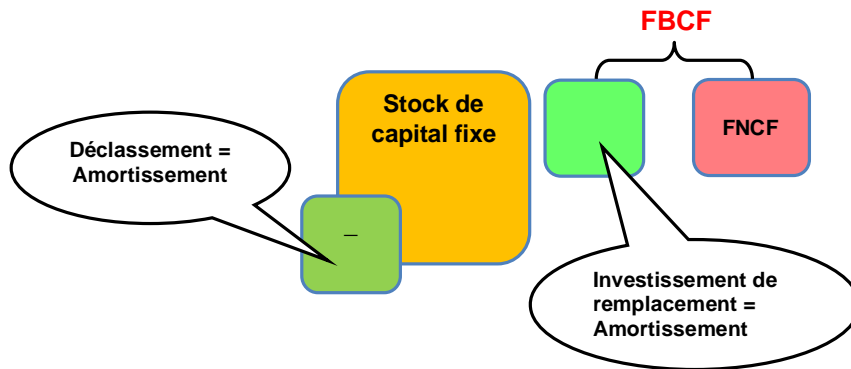 FBCF
Stock de
capital fixe
FNCF
Déclassement =
Amortissement
–
Investissement de
remplacement =
Amortissement